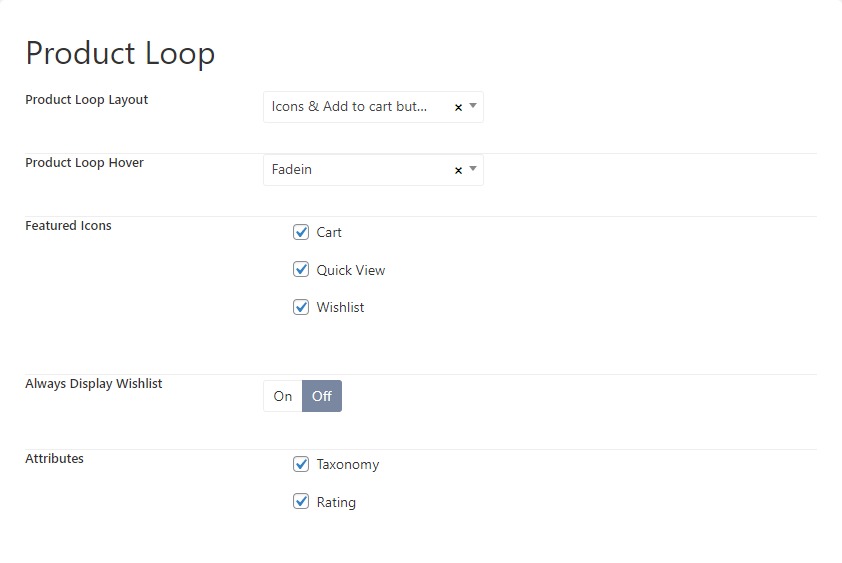 Product Loop
Product Loop Layout
Icons & Add to cart but...
Product Loop Hover
Fadein
Featured Icons
Cart
Quick View
Wishlist
Always Display Wishlist
On Off
Attributes
Taxonomy
Rating